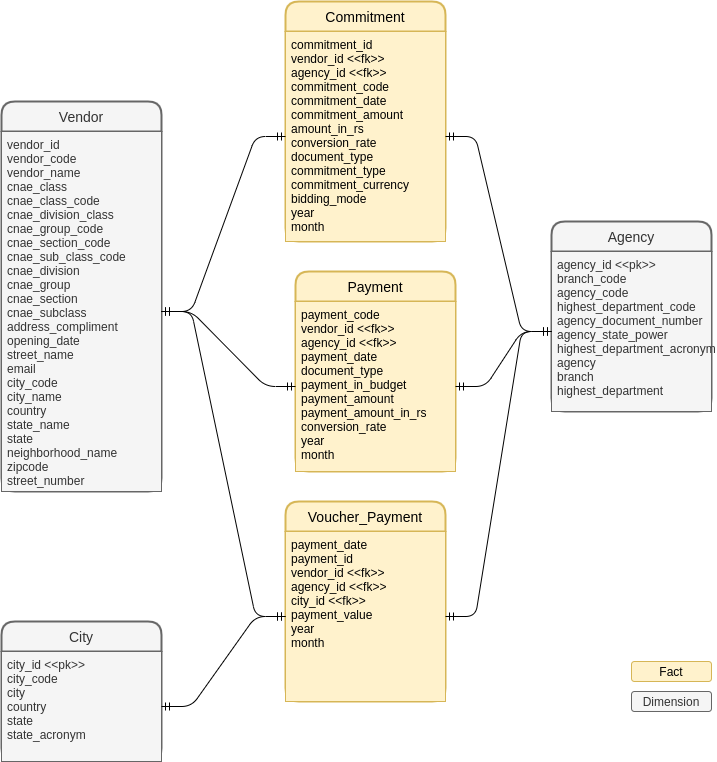 Commitment
commitment_id
vendor_id <<fk>>
agency_id <<fk>>
commitment_code
commitment_date
commitment_amount
amount_in_rs
conversion_rate
document_type
commitment_type
commitment_currency
bidding_mode
year
month
Vendor
vendor_id
vendor_code
vendor_name
cnae_class
cnae_class_code
cnae_division_class
cnae_group_code
cnae_section_code
cnae_sub_class_code
cnae_division
cnae_group
cnae_section
cnae_subclass
address_compliment
opening_date
street_name
email
city_code
city_name
country
state_name
state
neighborhood_name
zipcode
street_number
Payment
payment_code
vendor_id <<fk>>
agency_id <<fk>>
payment_date
document_type
payment_in_budget
payment_amount
payment_amount_in_rs
conversion_rate
year
month
Agency
agency_id <<pk>>
branch_code
agency_code
highest_department_code
agency_document_number
agency_state_power
highest_department_acronym
agency
branch
highest_department
Voucher_Payment
payment_date
payment_id
vendor_id <<fk>>
agency_id <<fk>>
city_id <<fk>>
payment_value
year
month
City
city_id <<pk>>
city_code
city
country
state
state_acronym
Fact
Dimension